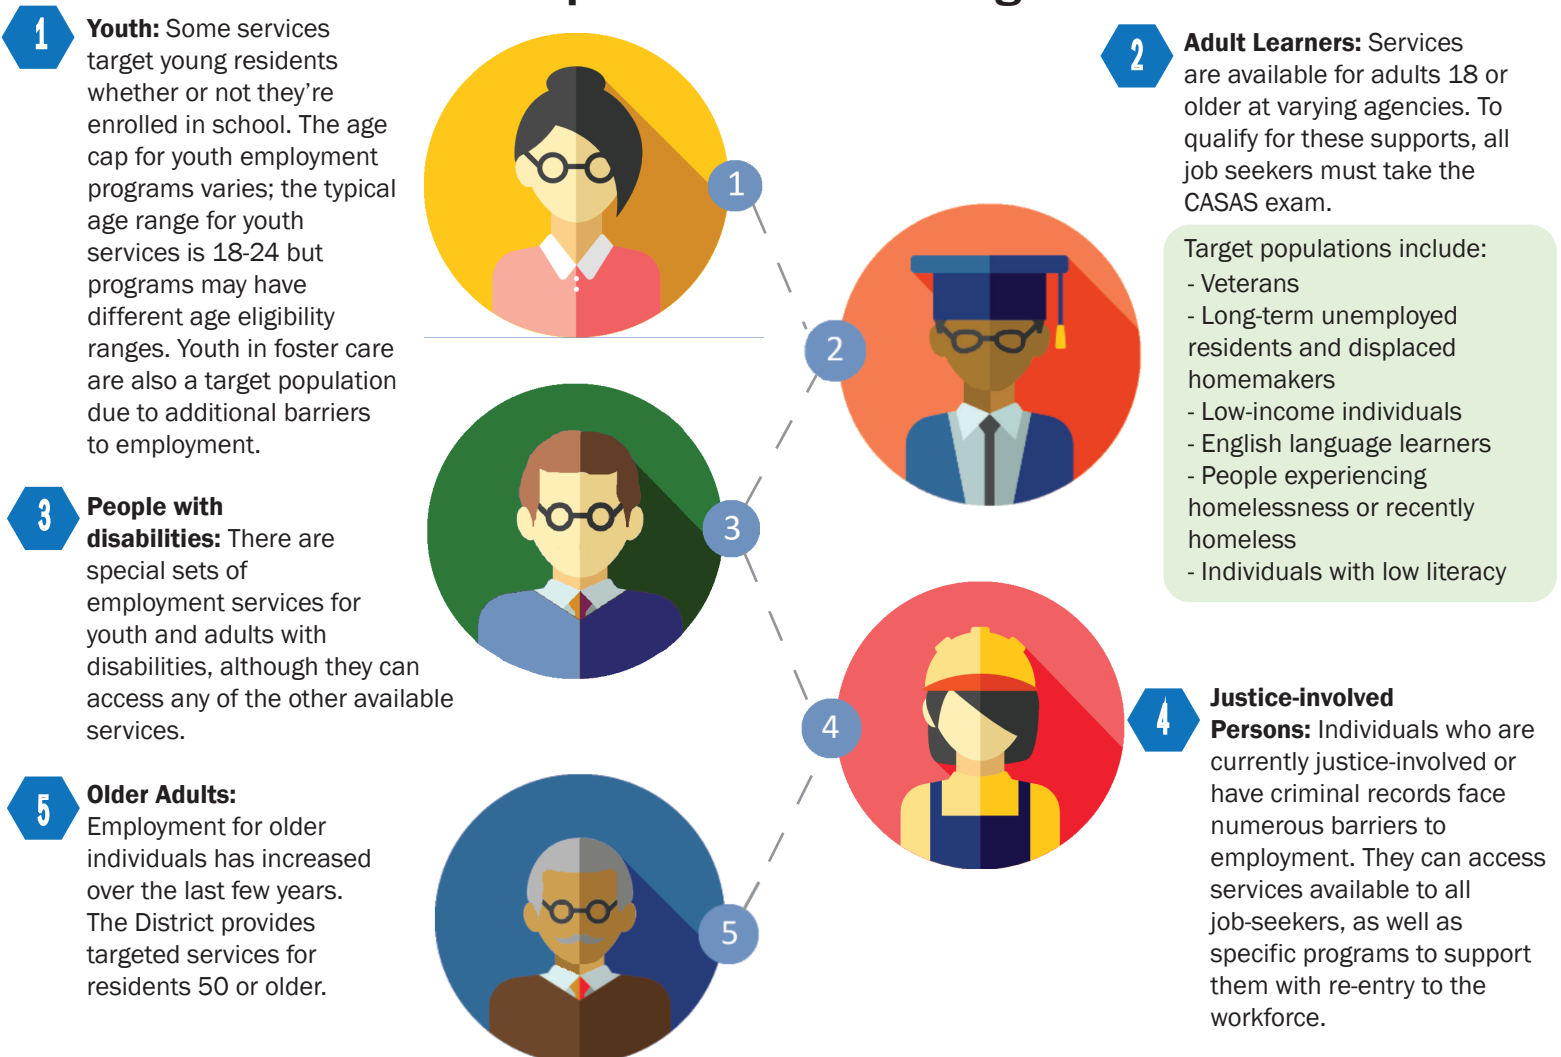 1
Youth: Some services
target young residents
whether or not they're
enrolled in school. The age
cap for youth employment
programs varies; the typical
age range for youth
services is 18-24 but
programs may have
different age eligibility
ranges. Youth in foster care
are also a target population
due to additional barriers
to employment.
1
2
Adult Learners: Services
are available for adults 18 or
older at varying agencies. To
qualify for these supports, all
job seekers must take the
CASAS exam.
Target populations include:
- Veterans
- Long-term unemployed
residents and displaced
homemakers
- Low-income individuals
- English language learners
- People experiencing
homelessness or recently
homeless
- Individuals with low literacy
2
3
People with
disabilities: There are
special sets of
employment services for
youth and adults with
disabilities, although they can
access any of the other available
services.
3
4
4
Justice-involved
Persons: Individuals who are
currently justice-involved or
have criminal records face
numerous barriers to
employment. They can access
services available to all
job-seekers, as well as
specific programs to support
them with re-entry to the
workforce.
5
Older Adults:
Employment for older
individuals has increased
over the last few years.
The District provides
targeted services for
residents 50 or older.
5